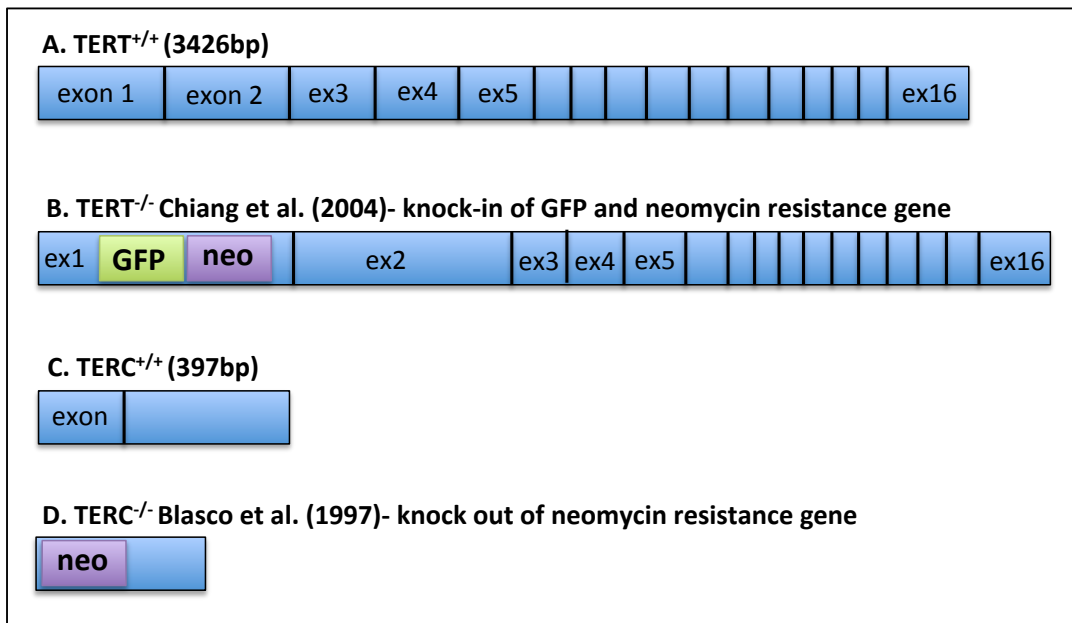 A. TERT+/+ (3426bp)
exon 1 exon 2 ex3 ex4 ex5 ex16
B. TERT-/- Chiang et al. (2004)- knock-in of GFP and neomycin resistance gene
ex1 GFP neo ex2 ex3 ex4 ex5 ex16
C. TERC+/+ (397bp)
exon
D. TERC-/- Blasco et al. (1997)- knock out of neomycin resistance gene
neo